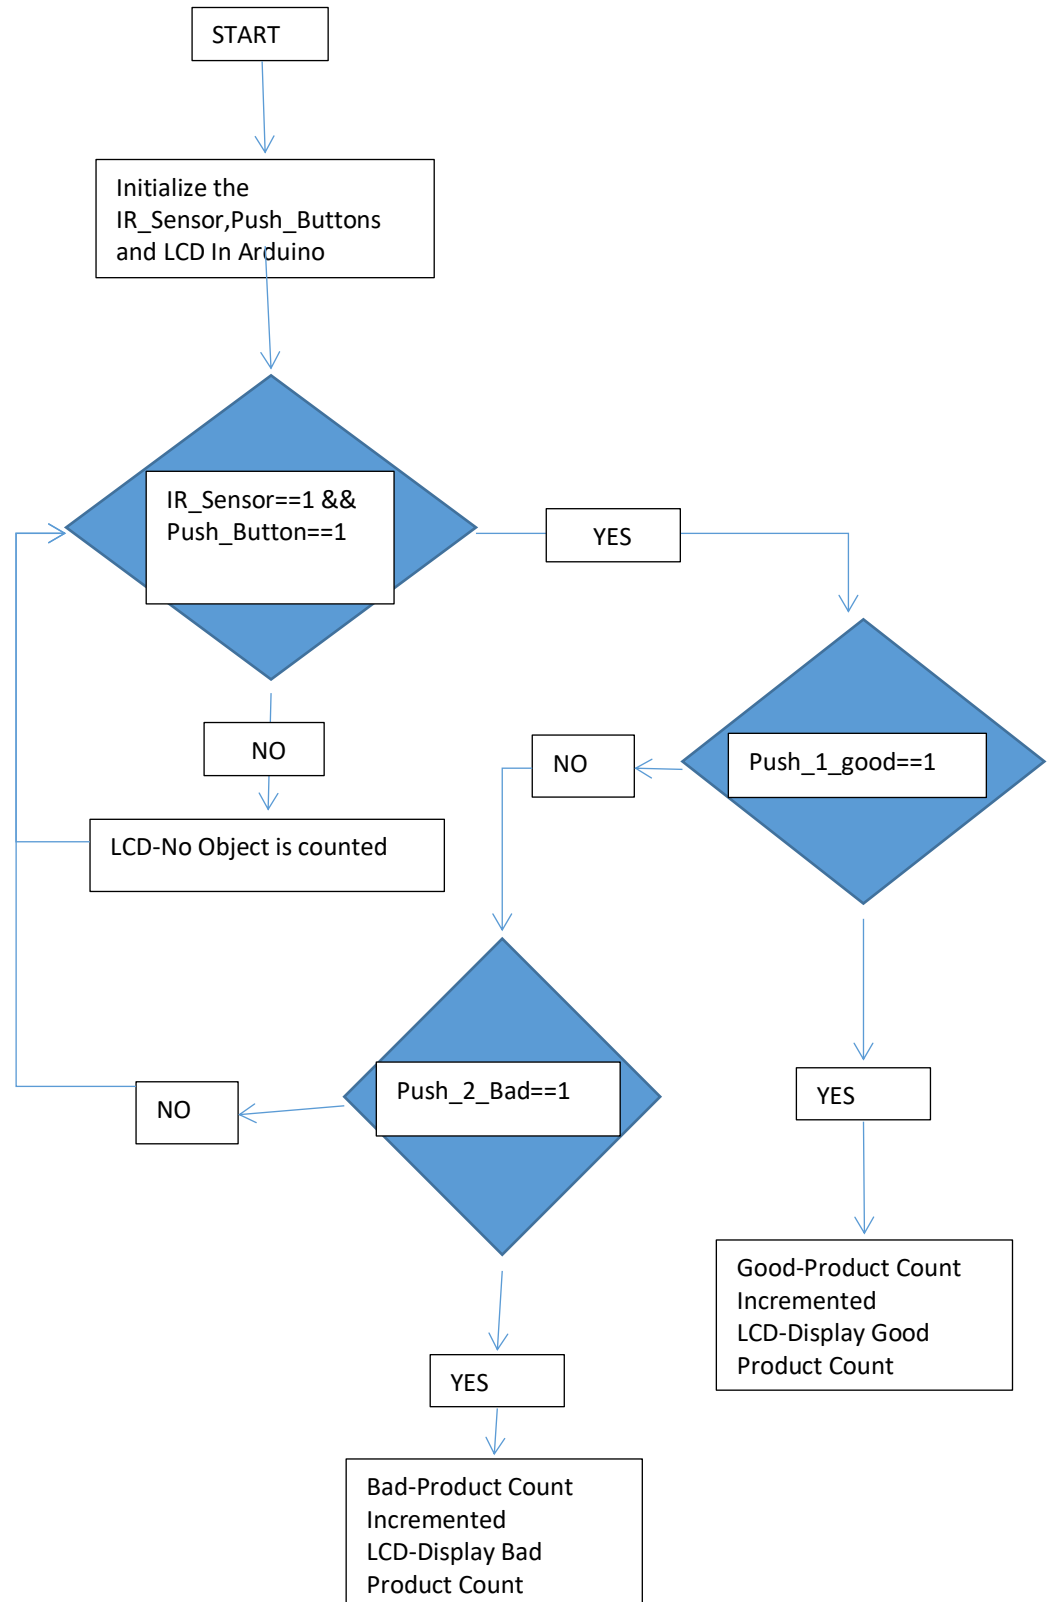 START
Initialize the
IR_Sensor,Push_Buttons
and LCD In Arduino
IR_Sensor==1 &&
Push_Button==1
YES
NO
LCD-No Object is counted
Push_1_good==1
NO
YES
Good-Product Count
Incremented
LCD-Display Good
Product Count
Push_2_Bad==1
NO
YES
Bad-Product Count
Incremented
LCD-Display Bad
Product Count